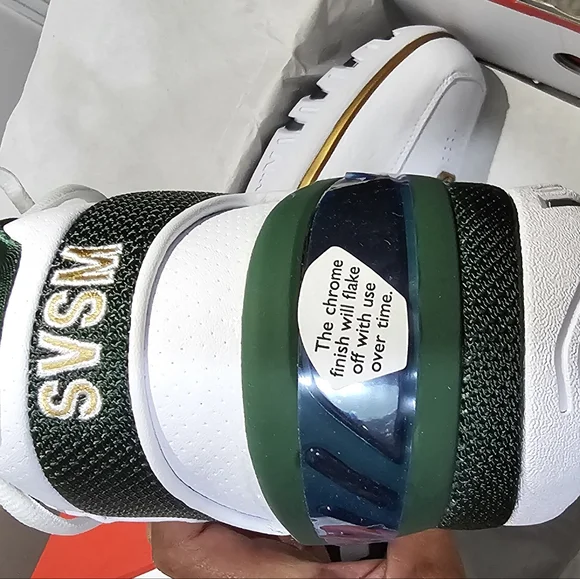 SVSM
The chrome
finish will flake
off with use
over time.